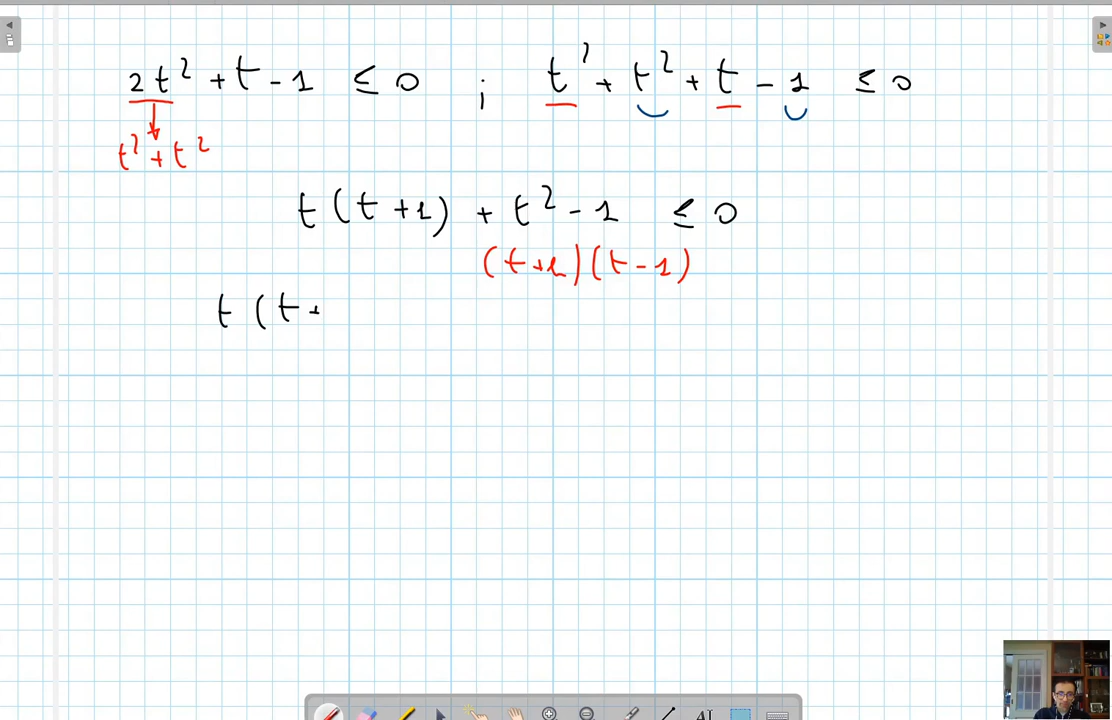 2t² + t - 1 ≤ 0 ; t² + t² + t - 1 ≤ 0
t² + t²
t(t+1) + t² - 1 ≤ 0
(t+1)(t-1)
t (t+